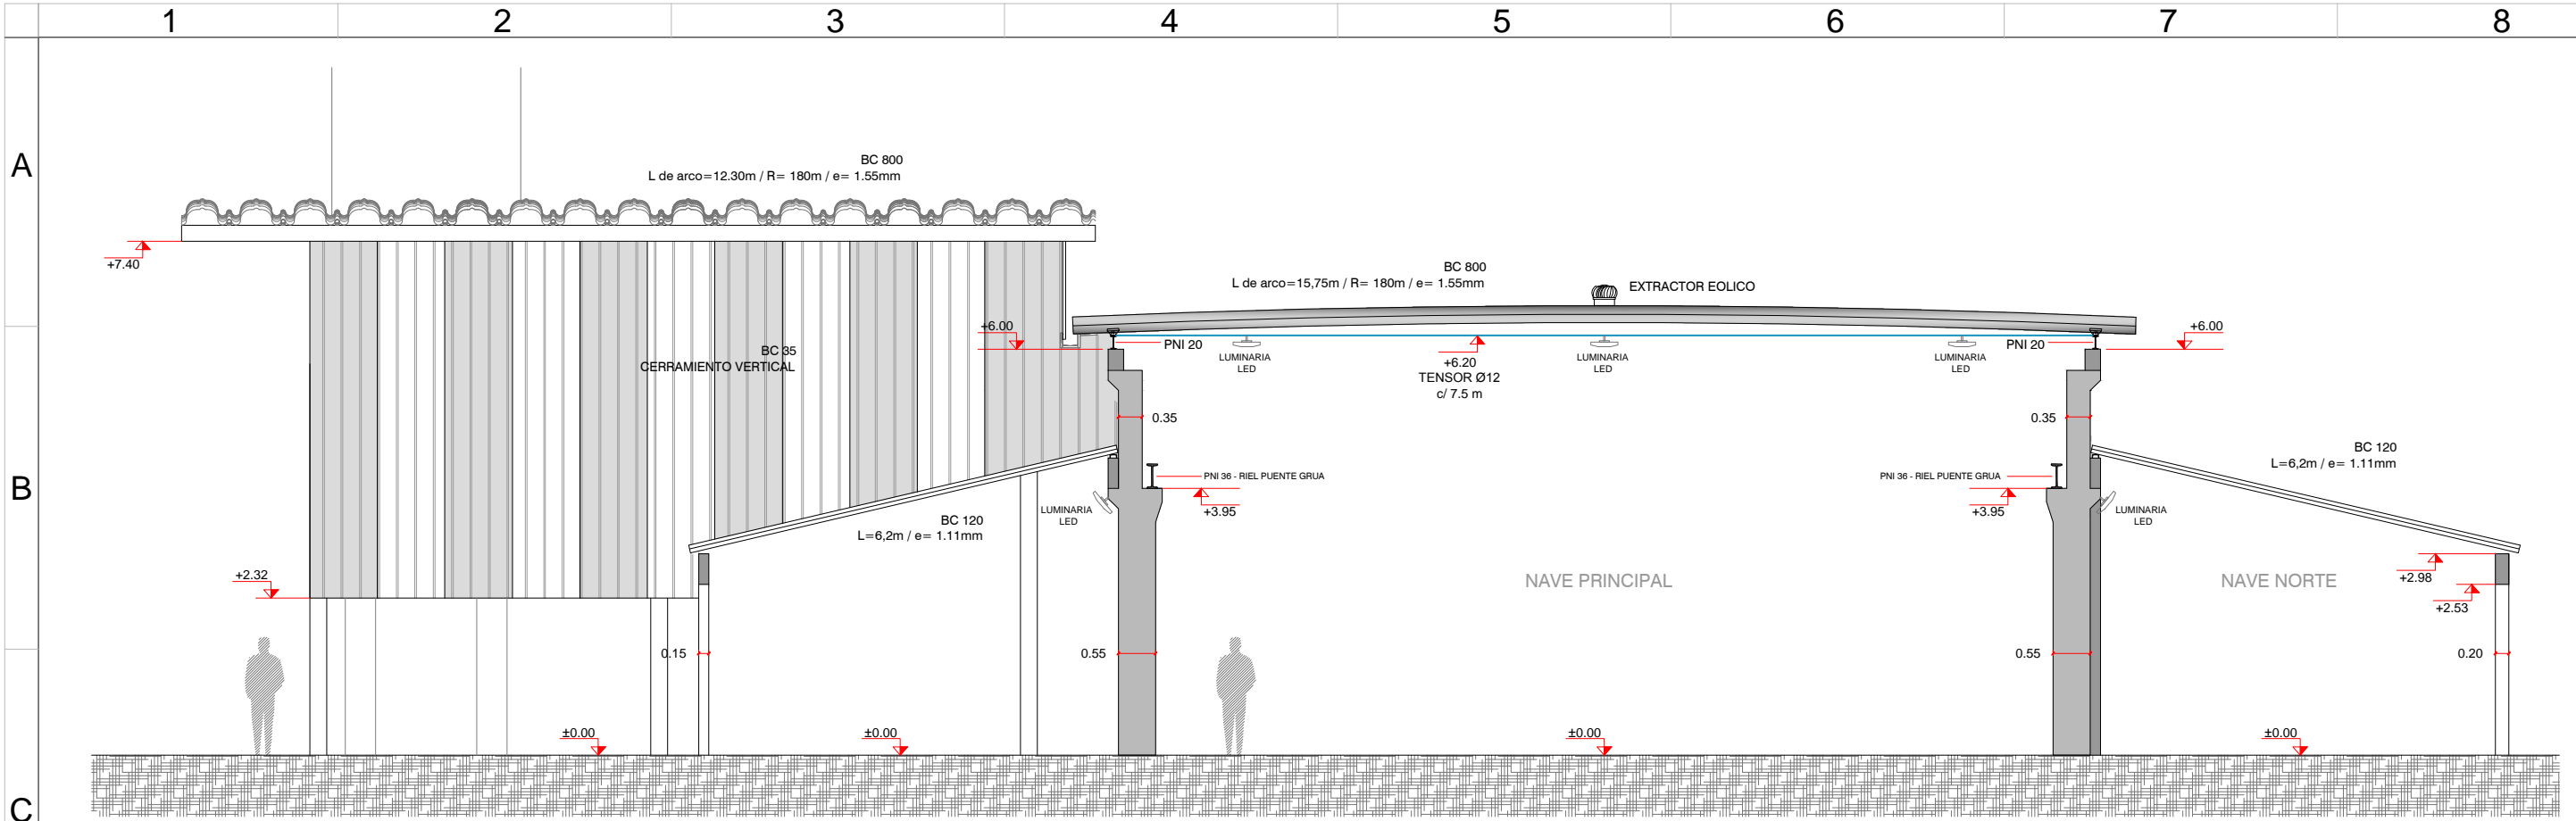 1 2 3 4 5 6 7 8
A
BC 800
L de arco=12.30m / R= 180m / e= 1.55mm
+7.40
BC 800
L de arco=15,75m / R= 180m / e= 1.55mm
EXTRACTOR EOLICO
+6.00
+6.00
PNI 20
PNI 20
LUMINARIA
LED
LUMINARIA
LED
LUMINARIA
LED
+6.20
TENSOR Ø12
c/ 7.5 m
BC 35
CERRAMIENTO VERTICAL
0.35
0.35
B
BC 120
L=6,2m / e= 1.11mm
PNI 36 - RIEL PUENTE GRUA
PNI 36 - RIEL PUENTE GRUA
+3.95
+3.95
LUMINARIA
LED
LUMINARIA
LED
BC 120
L=6,2m / e= 1.11mm
+2.32
NAVE PRINCIPAL
NAVE NORTE
+2.98
+2.53
0.15
0.55
0.55
0.20
±0.00
±0.00
±0.00
±0.00
C